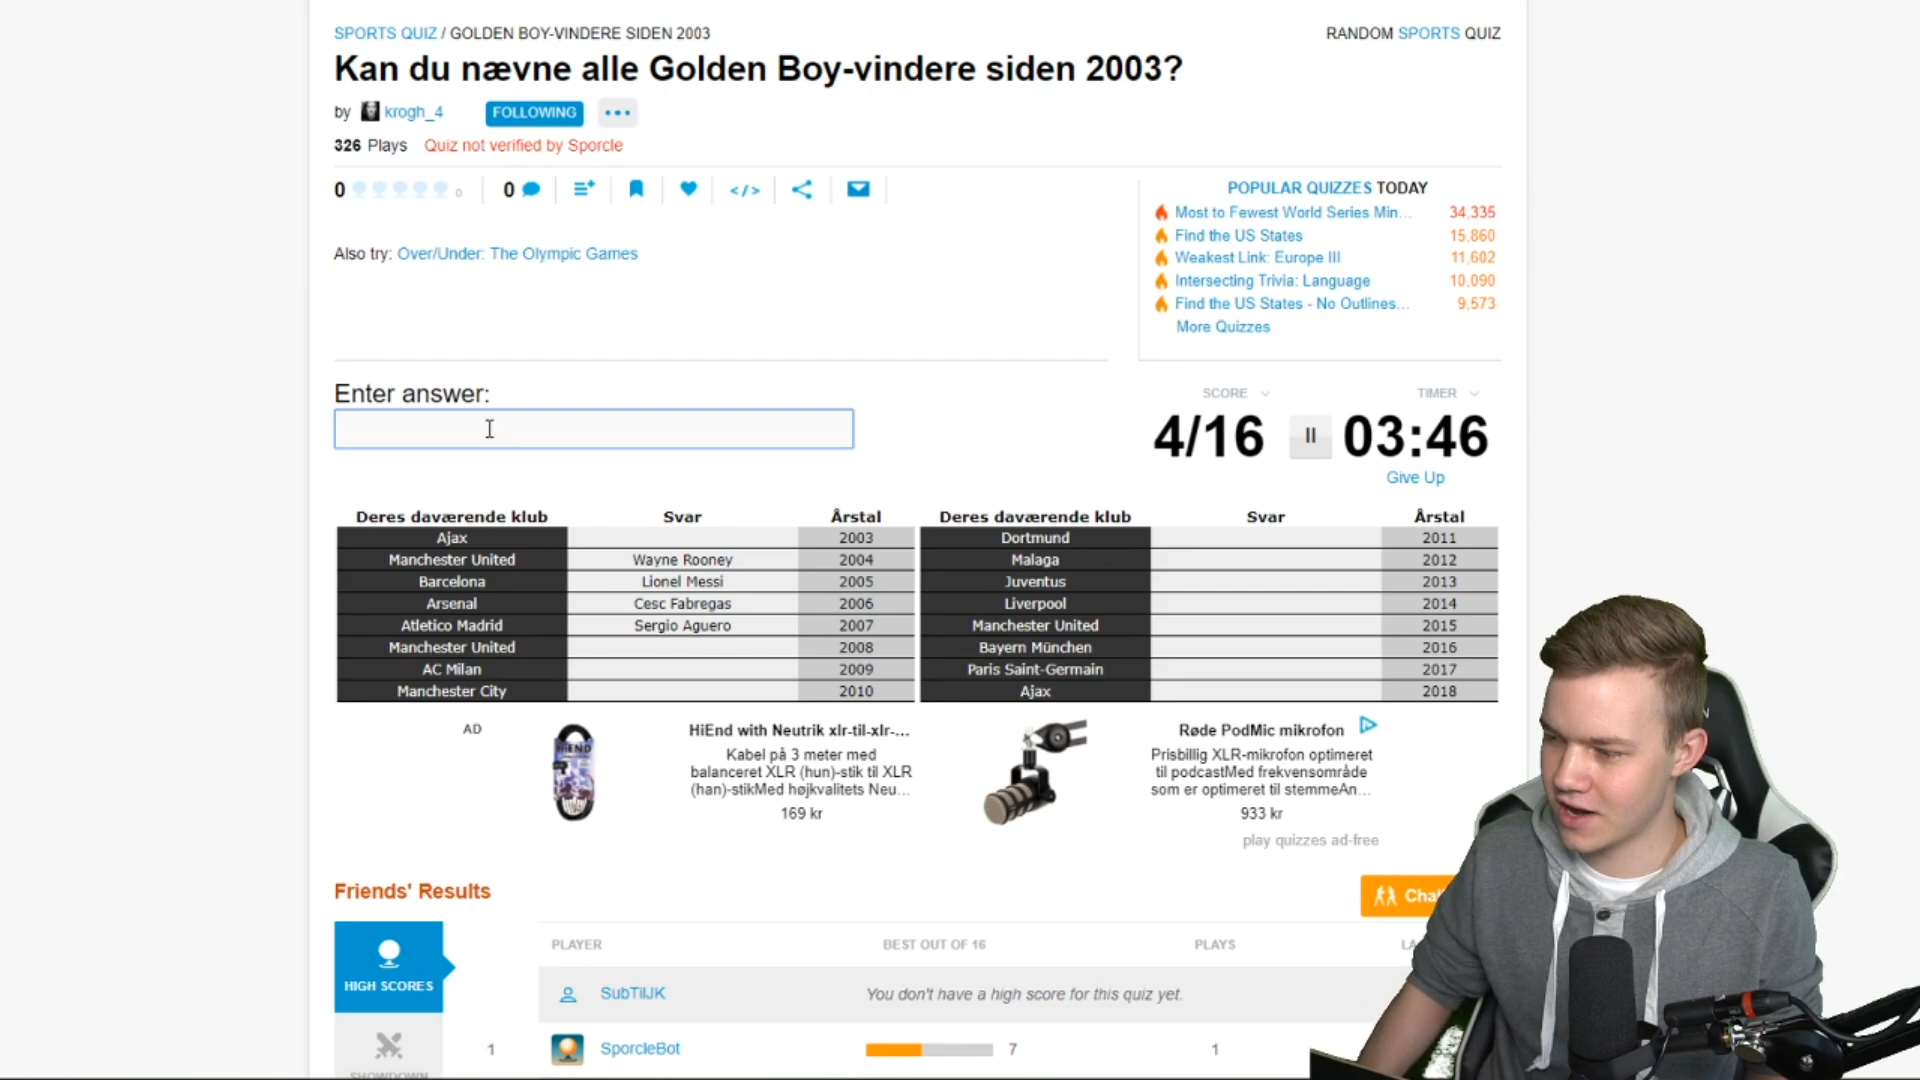 SPORTS QUIZ / GOLDEN BOY-VINDERE SIDEN 2003
RANDOM SPORTS QUIZ
Kan du nævne alle Golden Boy-vindere siden 2003?
by krogh_4 FOLLOWING
326 Plays Quiz not verified by Sporcle
0 0 0 </>
POPULAR QUIZZES TODAY
Most to Fewest World Series Min... 34,335
Find the US States 15,860
Weakest Link: Europe III 11,602
Intersecting Trivia: Language 10,090
Find the US States - No Outlines... 9,573
More Quizzes
Also try: Over/Under: The Olympic Games
Enter answer:
SCORE TIMER
4/16 03:46
Give Up
Deres daværende klub Svar Årstal
Ajax 2003
Manchester United Wayne Rooney 2004
Barcelona Lionel Messi 2005
Arsenal Cesc Fabregas 2006
Atletico Madrid Sergio Aguero 2007
Manchester United 2008
AC Milan 2009
Manchester City 2010
Deres daværende klub Svar Årstal
Dortmund 2011
Malaga 2012
Juventus 2013
Liverpool 2014
Manchester United 2015
Bayern München 2016
Paris Saint-Germain 2017
Ajax 2018
AD
HiEND
HiEnd with Neutrik xlr-til-xlr-...
Kabel på 3 meter med
balanceret XLR (hun)-stik til XLR
(han)-stikMed højkvalitets Neu...
169 kr
Røde PodMic mikrofon
Prisbillig XLR-mikrofon optimeret
til podcastMed frekvensområde
som er optimeret til stemmeAn...
933 kr
play quizzes ad-free
Friends' Results
Chal
HIGH SCORES
SHOWDOWN
PLAYER BEST OUT OF 16 PLAYS LA
SubTilJK You don't have a high score for this quiz yet.
1 SporcleBot 7 1